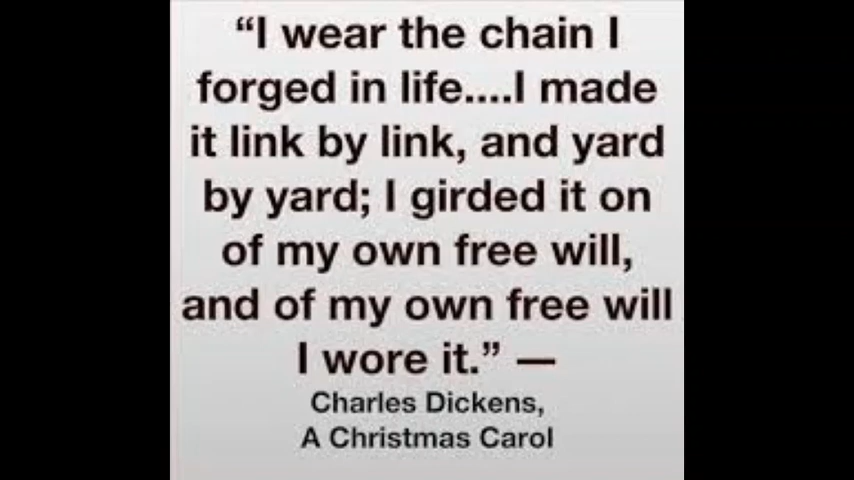 “I wear the chain I
forged in life....I made
it link by link, and yard
by yard; I girded it on
of my own free will,
and of my own free will
I wore it.” —
Charles Dickens,
A Christmas Carol